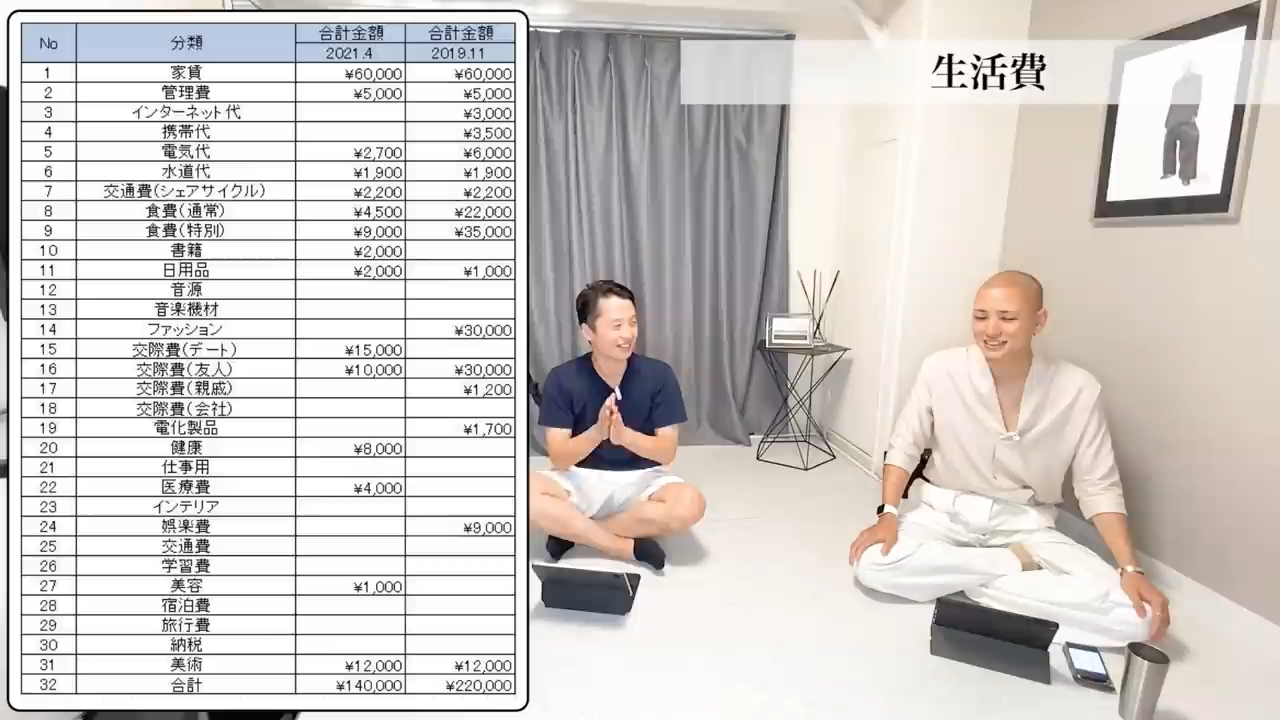 生活費
No 分類 合計金額 合計金額
2021.4 2019.11
1 家賃 ¥60,000 ¥60,000
2 管理費 ¥5,000 ¥5,000
3 インターネット代 ¥3,000
4 携帯代 ¥3,500
5 電気代 ¥2,700 ¥6,000
6 水道代 ¥1,900 ¥1,900
7 交通費(シェアサイクル) ¥2,200 ¥2,200
8 食費(通常) ¥4,500 ¥22,000
9 食費(特別) ¥9,000 ¥35,000
10 書籍 ¥2,000
11 日用品 ¥2,000 ¥1,000
12 音源
13 音楽機材
14 ファッション ¥30,000
15 交際費(デート) ¥15,000
16 交際費(友人) ¥10,000 ¥30,000
17 交際費(親戚) ¥1,200
18 交際費(会社)
19 電化製品 ¥1,700
20 健康 ¥8,000
21 仕事用
22 医療費 ¥4,000
23 インテリア
24 娯楽費 ¥9,000
25 交通費
26 学習費
27 美容 ¥1,000
28 宿泊費
29 旅行費
30 納税
31 美術 ¥12,000 ¥12,000
32 合計 ¥140,000 ¥220,000